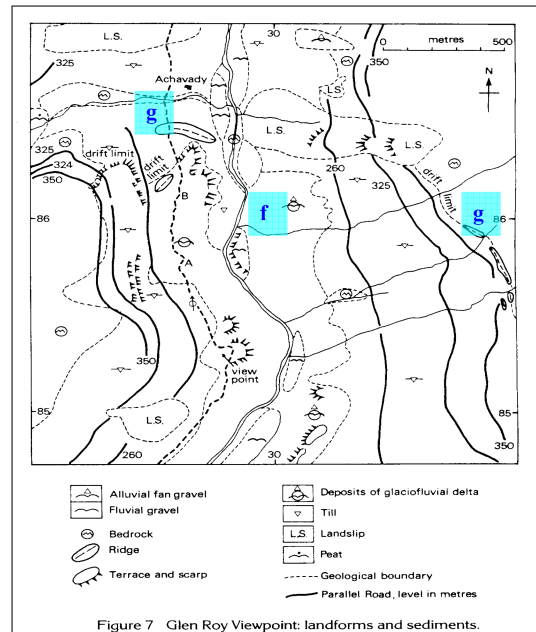 L.S.
30
metres
0 500
325
350
Achavady
L.S.
N
g
325
drift limit
drift limit
L.S.
324
350
260
325
drift limit
B
86
f
g
86
A
350
view point
85
85
L.S.
260
30
350
Alluvial fan gravel
Fluvial gravel
Bedrock
Ridge
Terrace and scarp
Deposits of glaciofluvial delta
Till
L.S. Landslip
Peat
Geological boundary
Parallel Road, level in metres
Figure 7 Glen Roy Viewpoint: landforms and sediments.